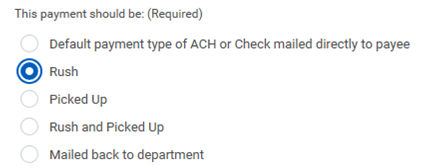 This payment should be: (Required)
Default payment type of ACH or Check mailed directly to payee
Rush
Picked Up
Rush and Picked Up
Mailed back to department